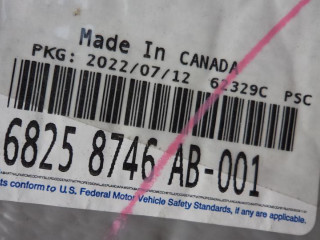 Made In CANADA
PKG: 2022/07/12 62329C PSC
6825 8746 AB-001
ts conform to U.S. Federal Motor Vehicle Safety Standards, if any are applicable.